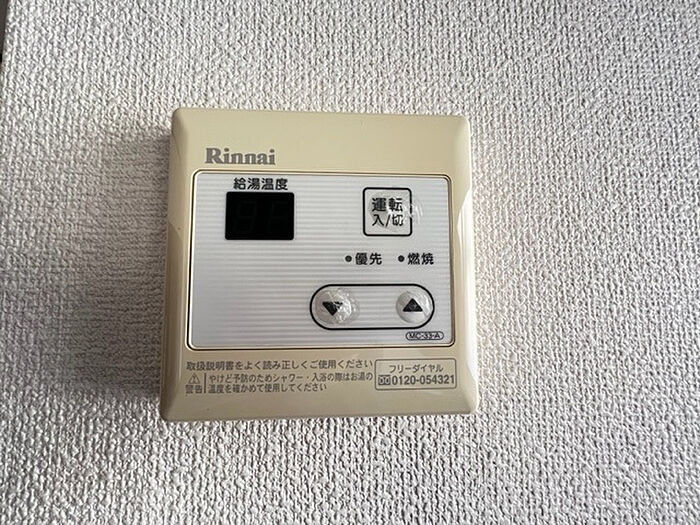 Rinnai
給湯温度
運転
入/切
優先 燃焼
▼ ▲
MC-33-A
取扱説明書をよく読み正しくご使用ください
警告 やけど予防のためシャワー・入浴の際はお湯の
温度を確かめて使用してください
フリーダイヤル
0120-054321